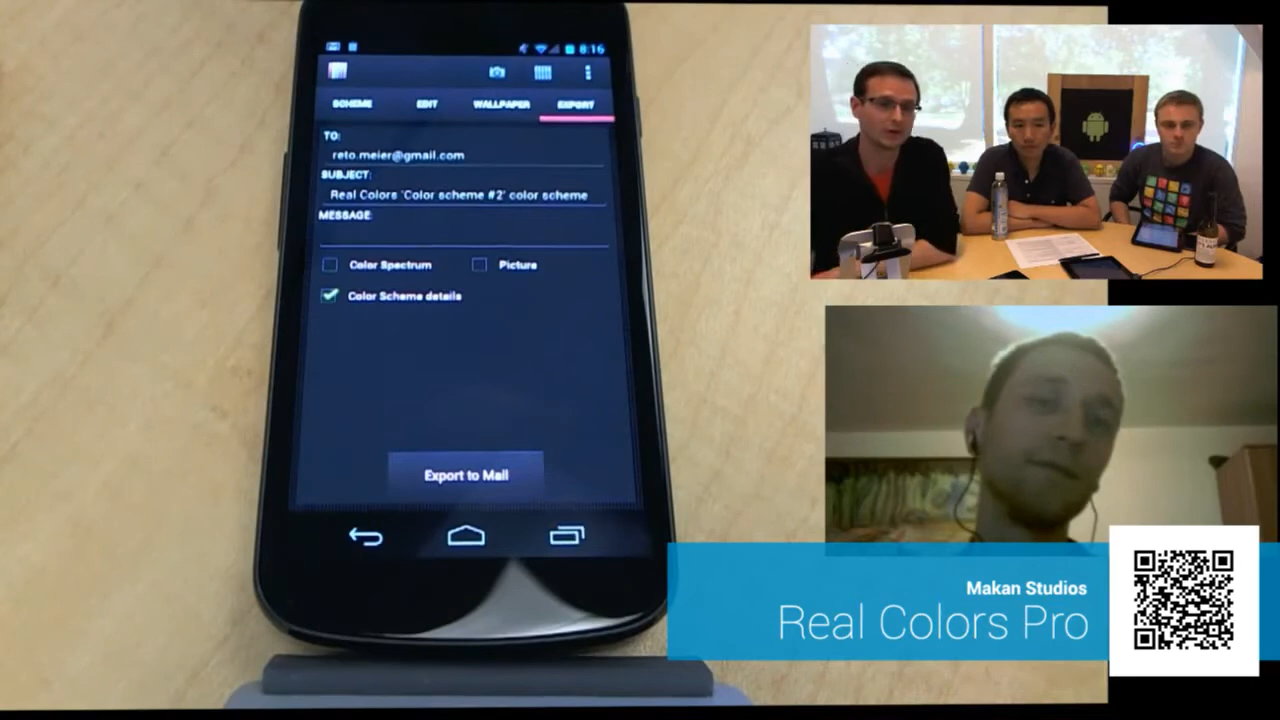 8:16
SCHEME EDIT WALLPAPER EXPORT
TO:
reto.meier@gmail.com
SUBJECT:
Real Colors 'Color scheme #2' color scheme
MESSAGE:
Color Spectrum Picture
Color Scheme details
Export to Mail
Makan Studios
Real Colors Pro